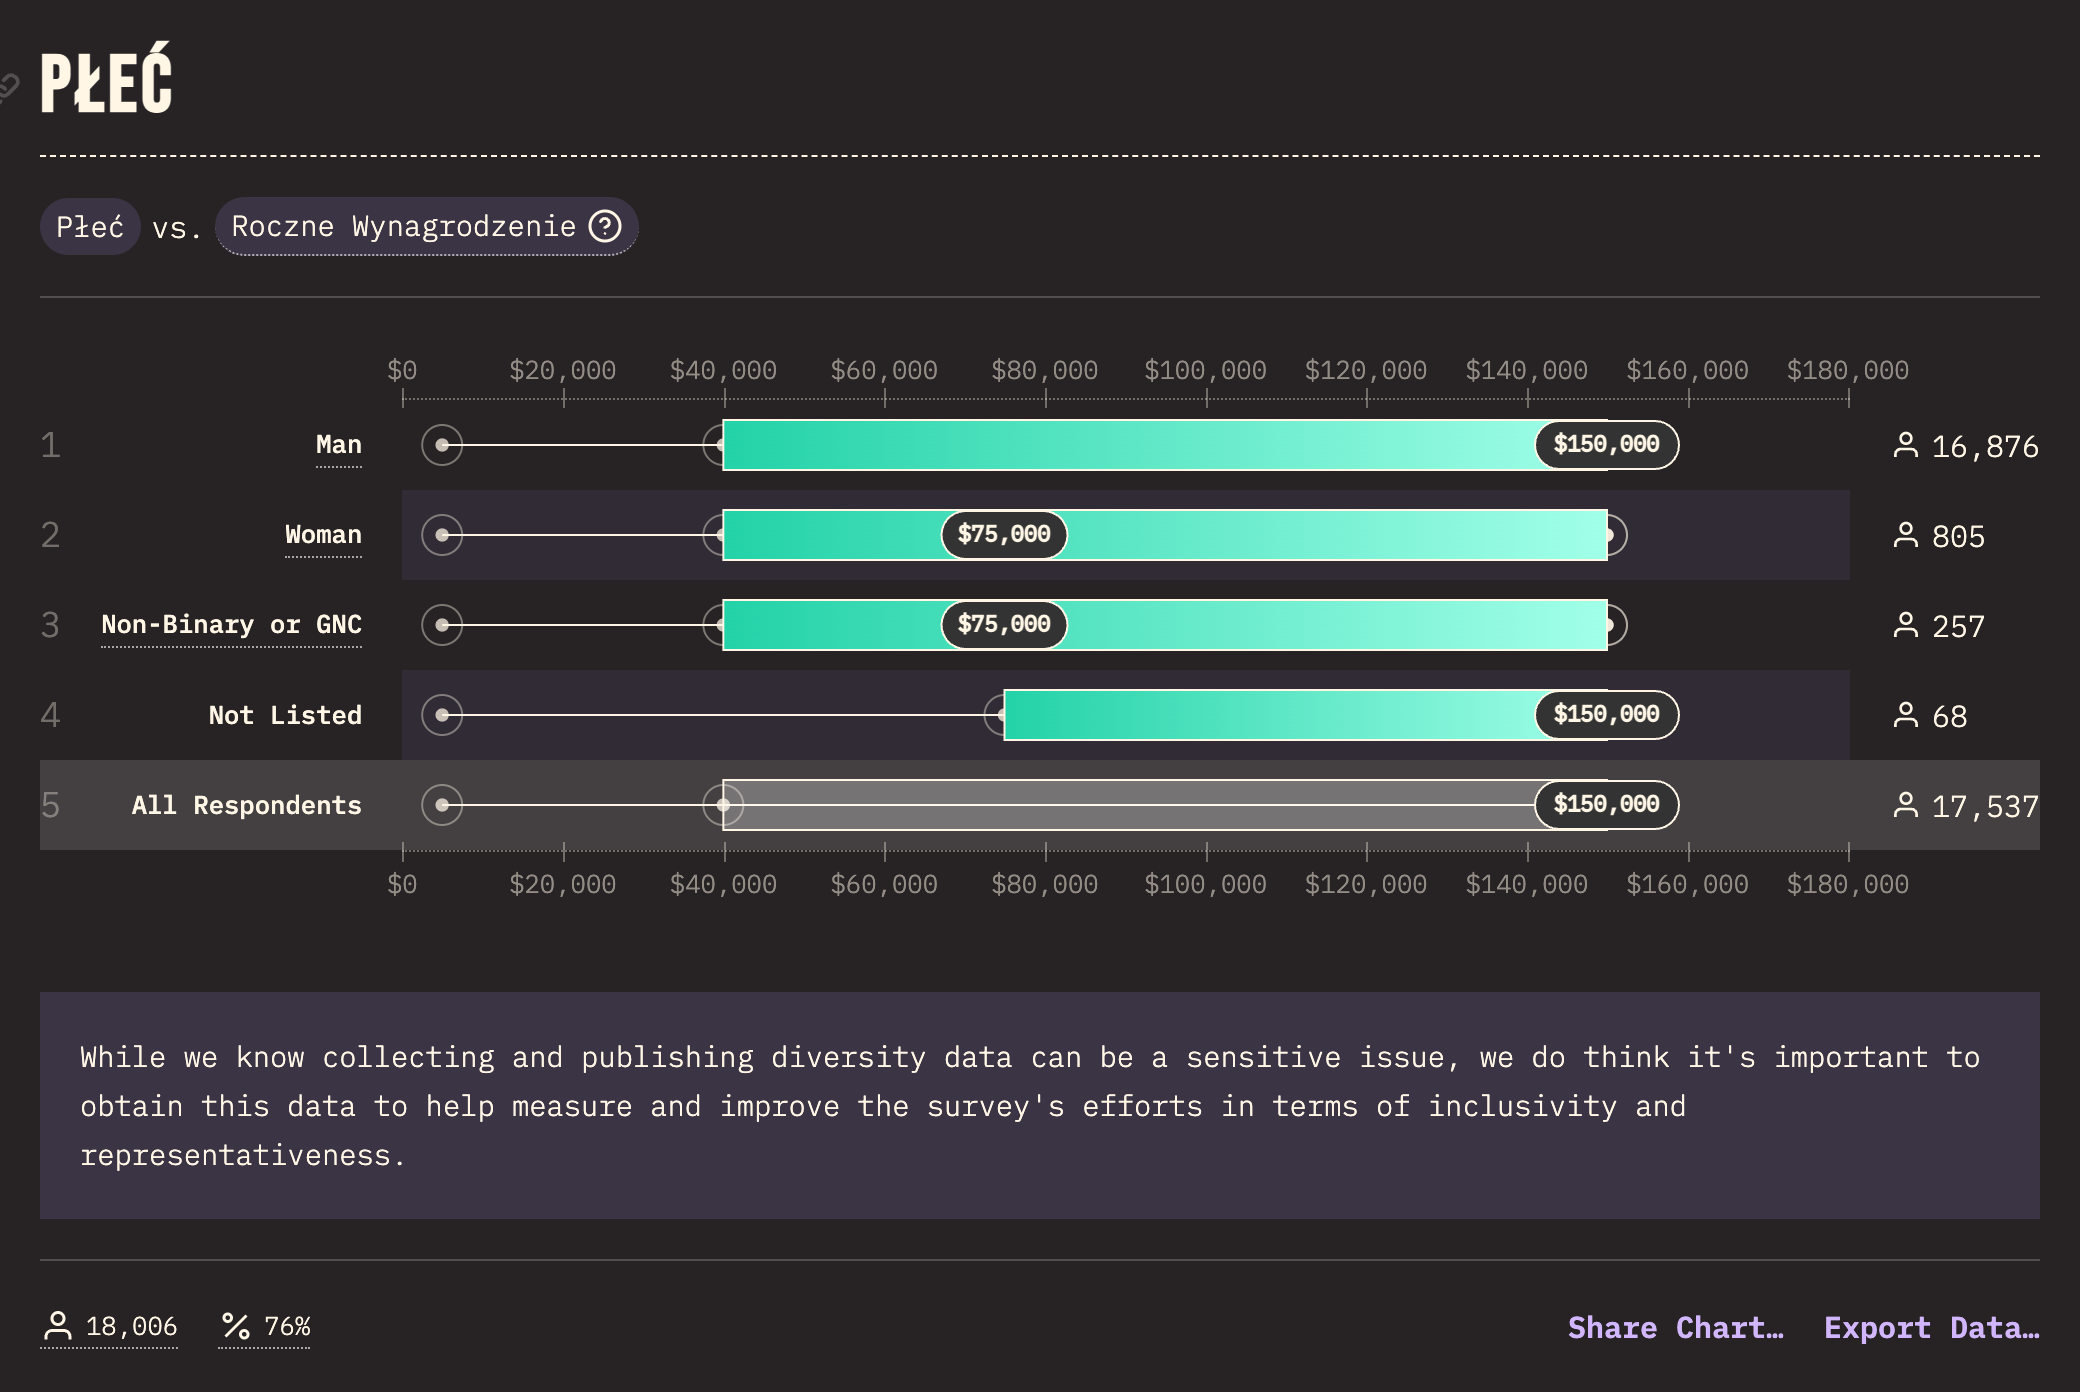 PŁEĆ
Płeć vs. Roczne Wynagrodzenie ?
$0 $20,000 $40,000 $60,000 $80,000 $100,000 $120,000 $140,000 $160,000 $180,000
1 Man $150,000 16,876
2 Woman $75,000 805
3 Non-Binary or GNC $75,000 257
4 Not Listed $150,000 68
5 All Respondents $150,000 17,537
$0 $20,000 $40,000 $60,000 $80,000 $100,000 $120,000 $140,000 $160,000 $180,000
While we know collecting and publishing diversity data can be a sensitive issue, we do think it's important to
obtain this data to help measure and improve the survey's efforts in terms of inclusivity and
representativeness.
18,006 % 76% Share Chart… Export Data…